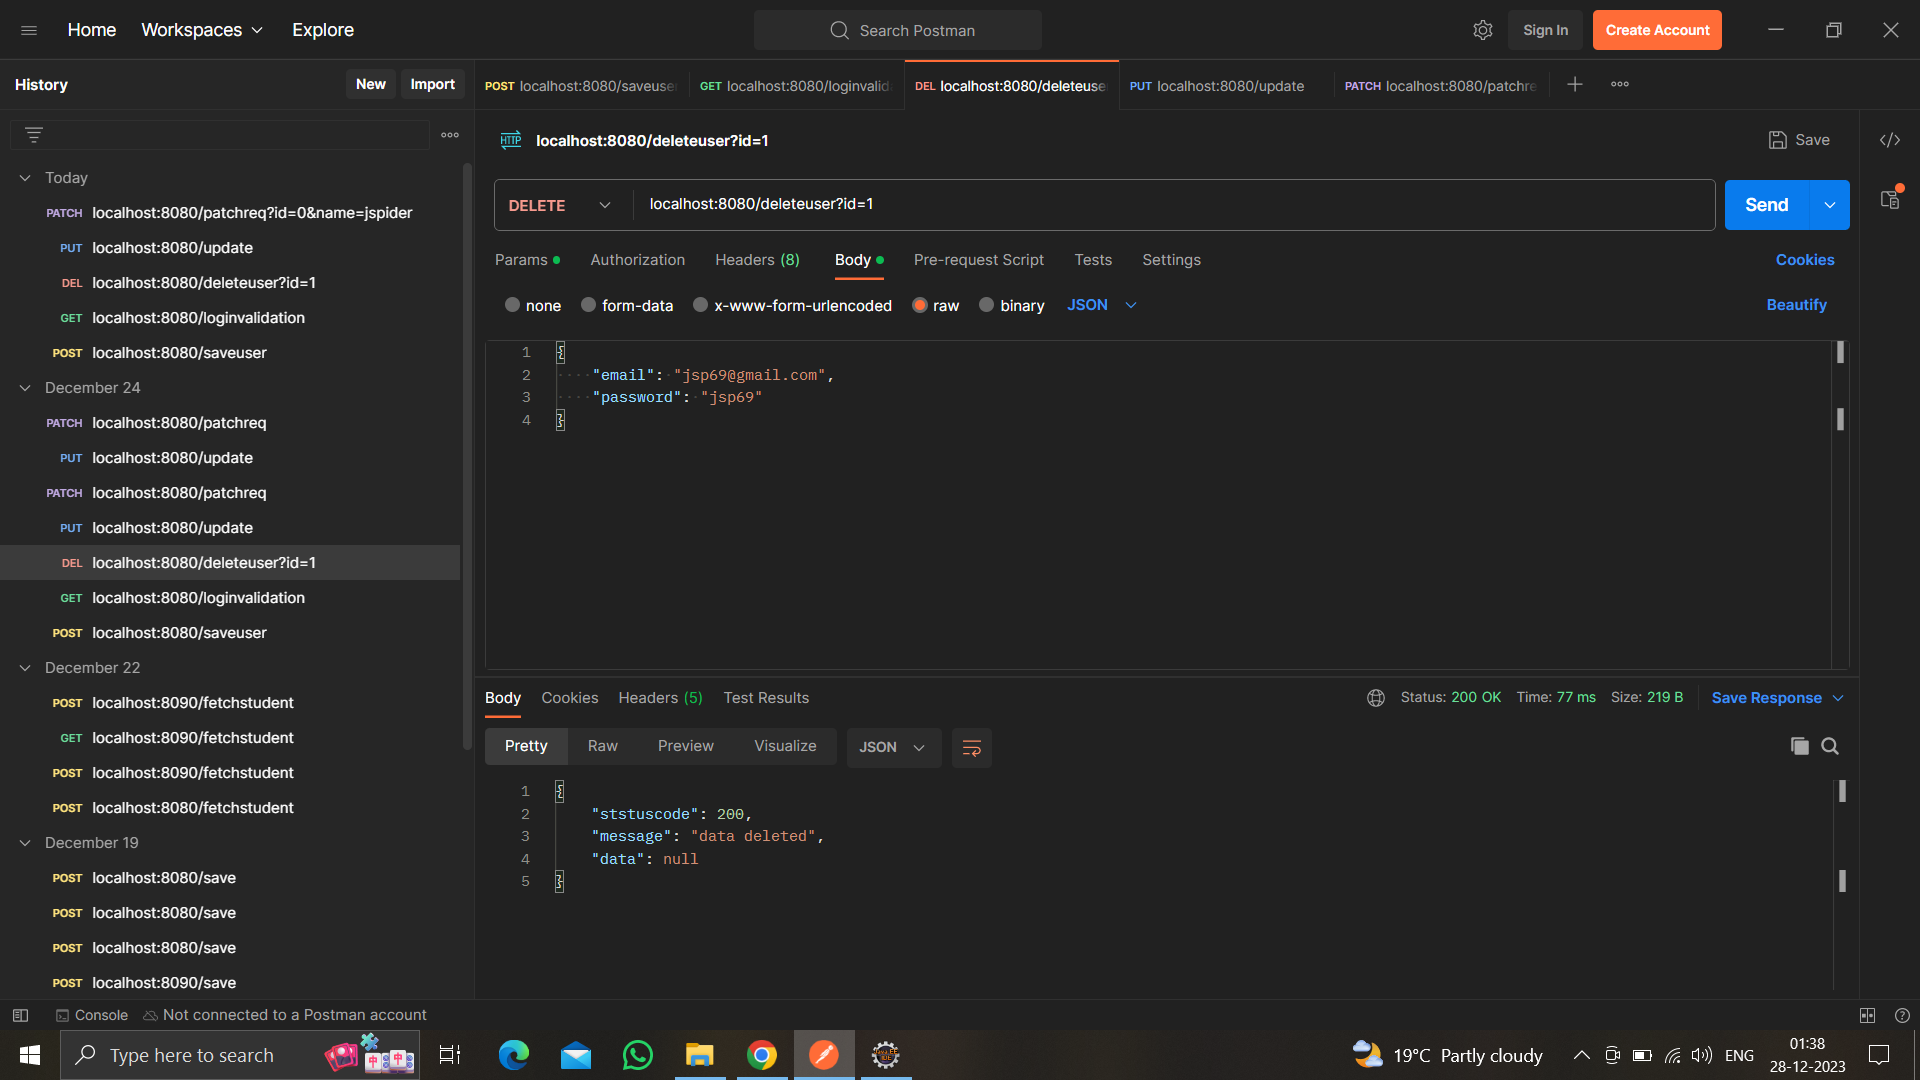 Home Workspaces Explore Search Postman Sign In Create Account
History New Import
POST localhost:8080/saveuser GET localhost:8080/loginvalida DEL localhost:8080/deleteuse PUT localhost:8080/update PATCH localhost:8080/patchre
HTTP localhost:8080/deleteuser?id=1 Save
Today
PATCH localhost:8080/patchreq?id=0&name=jspider
PUT localhost:8080/update
DEL localhost:8080/deleteuser?id=1
GET localhost:8080/loginvalidation
POST localhost:8080/saveuser
December 24
PATCH localhost:8080/patchreq
PUT localhost:8080/update
PATCH localhost:8080/patchreq
PUT localhost:8080/update
DEL localhost:8080/deleteuser?id=1
GET localhost:8080/loginvalidation
POST localhost:8080/saveuser
December 22
POST localhost:8090/fetchstudent
GET localhost:8090/fetchstudent
POST localhost:8090/fetchstudent
POST localhost:8080/fetchstudent
December 19
POST localhost:8080/save
POST localhost:8080/save
POST localhost:8080/save
POST localhost:8090/save
DELETE localhost:8080/deleteuser?id=1 Send
Params Authorization Headers (8) Body Pre-request Script Tests Settings Cookies
none form-data x-www-form-urlencoded raw binary JSON Beautify
1 {
2 "email": "jsp69@gmail.com",
3 "password": "jsp69"
4 }
Body Cookies Headers (5) Test Results Status: 200 OK Time: 77 ms Size: 219 B Save Response
Pretty Raw Preview Visualize JSON
1 {
2 "ststuscode": 200,
3 "message": "data deleted",
4 "data": null
5 }
Console Not connected to a Postman account
Type here to search 19°C Partly cloudy ENG 01:38
28-12-2023